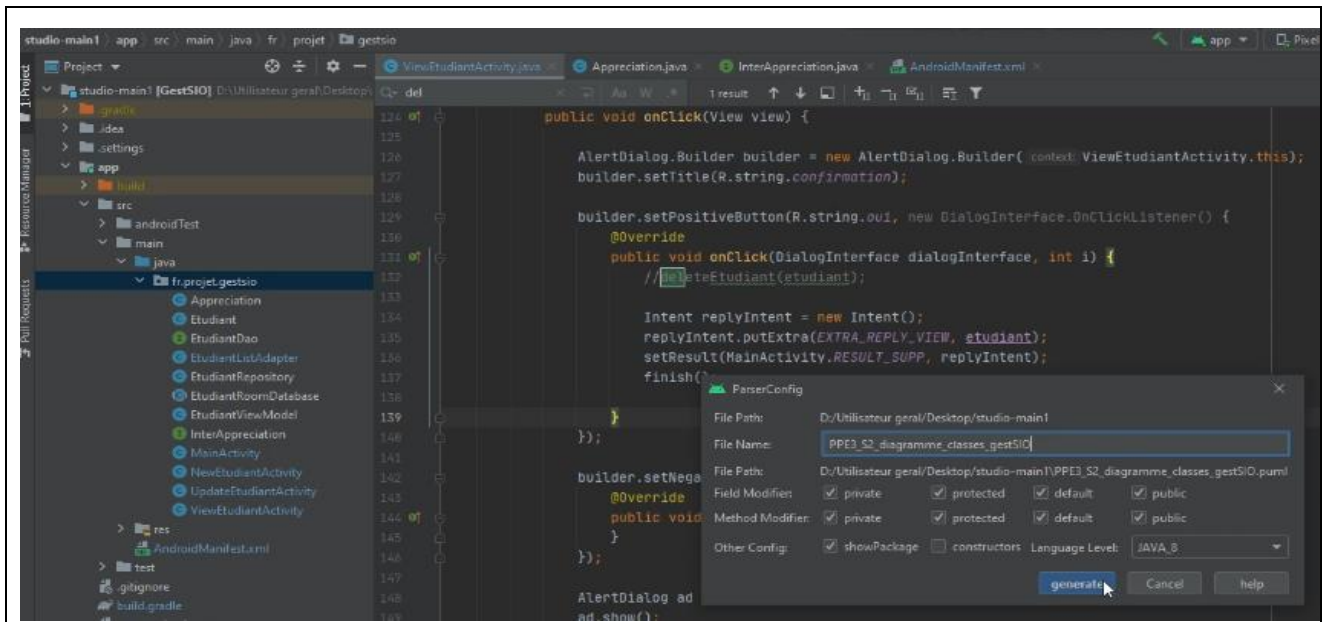 studio-main1 app src main java fr projet gestsio
app
Pixel
Project
ViewEtudiantActivity.java
Appreciation.java
InterAppreciation.java
AndroidManifest.xml
1: Project
Resource Manager
Pull Requests
studio-main1 [GestSIO] D:\Utilisateur geral\Desktop\
.gradle
.idea
.settings
app
build
src
androidTest
main
java
fr.projet.gestsio
Appreciation
Etudiant
EtudiantDao
EtudiantListAdapter
EtudiantRepository
EtudiantRoomDatabase
EtudiantViewModel
InterAppreciation
MainActivity
NewEtudiantActivity
UpdateEtudiantActivity
ViewEtudiantActivity
res
AndroidManifest.xml
test
.gitignore
build.gradle
del
Aa W .* 1 result
124 public void onClick(View view) {
125
126 AlertDialog.Builder builder = new AlertDialog.Builder( context: ViewEtudiantActivity.this);
127 builder.setTitle(R.string.confirmation);
128
129 builder.setPositiveButton(R.string.oui, new DialogInterface.OnClickListener() {
130 @Override
131 public void onClick(DialogInterface dialogInterface, int i) {
132 //deleteEtudiant(etudiant);
133
134 Intent replyIntent = new Intent();
135 replyIntent.putExtra(EXTRA_REPLY_VIEW, etudiant);
136 setResult(MainActivity.RESULT_SUPP, replyIntent);
137 finish();
138
139 }
140 });
141
142 builder.setNega
143 @Override
144 public void
145 }
146 });
147
148 AlertDialog ad
149 ad.show();
ParserConfig
File Path: D:/Utilisateur geral/Desktop/studio-main1
File Name: PPE3_S2_diagramme_classes_gestSIO
File Path: D:/Utilisateur geral/Desktop/studio-main1\PPE3_S2_diagramme_classes_gestSIO.puml
Field Modifier: private protected default public
Method Modifier: private protected default public
Other Config: showPackage constructors Language Level: JAVA_8
generate Cancel help